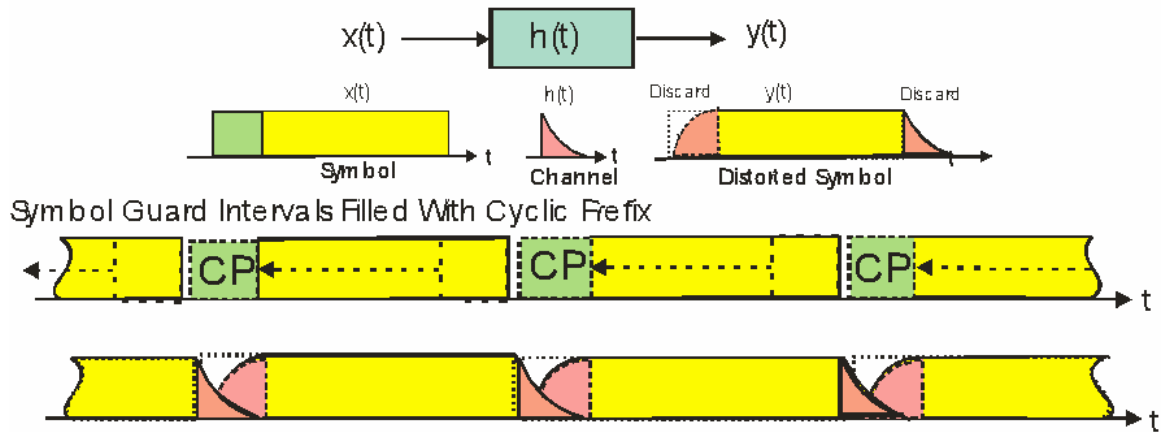 x(t) h(t) y(t)
x(t) h(t) Discard y(t) Discard
t t t
Symbol Channel Distorted Symbol
Symbol Guard Intervals Filled With Cyclic Prefix
CP CP CP
t
t